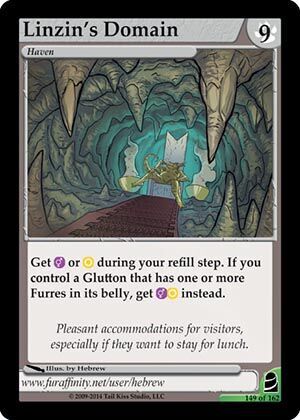 Linzin's Domain 9
Haven
Get or during your refill step. If you
control a Glutton that has one or more
Furres in its belly, get instead.
Pleasant accommodations for visitors,
especially if they want to stay for lunch.
Illus. by Hebrew
www.furaffinity.net/user/hebrew
© 2009-2014 Tail Kiss Studio, LLC
149 of 162